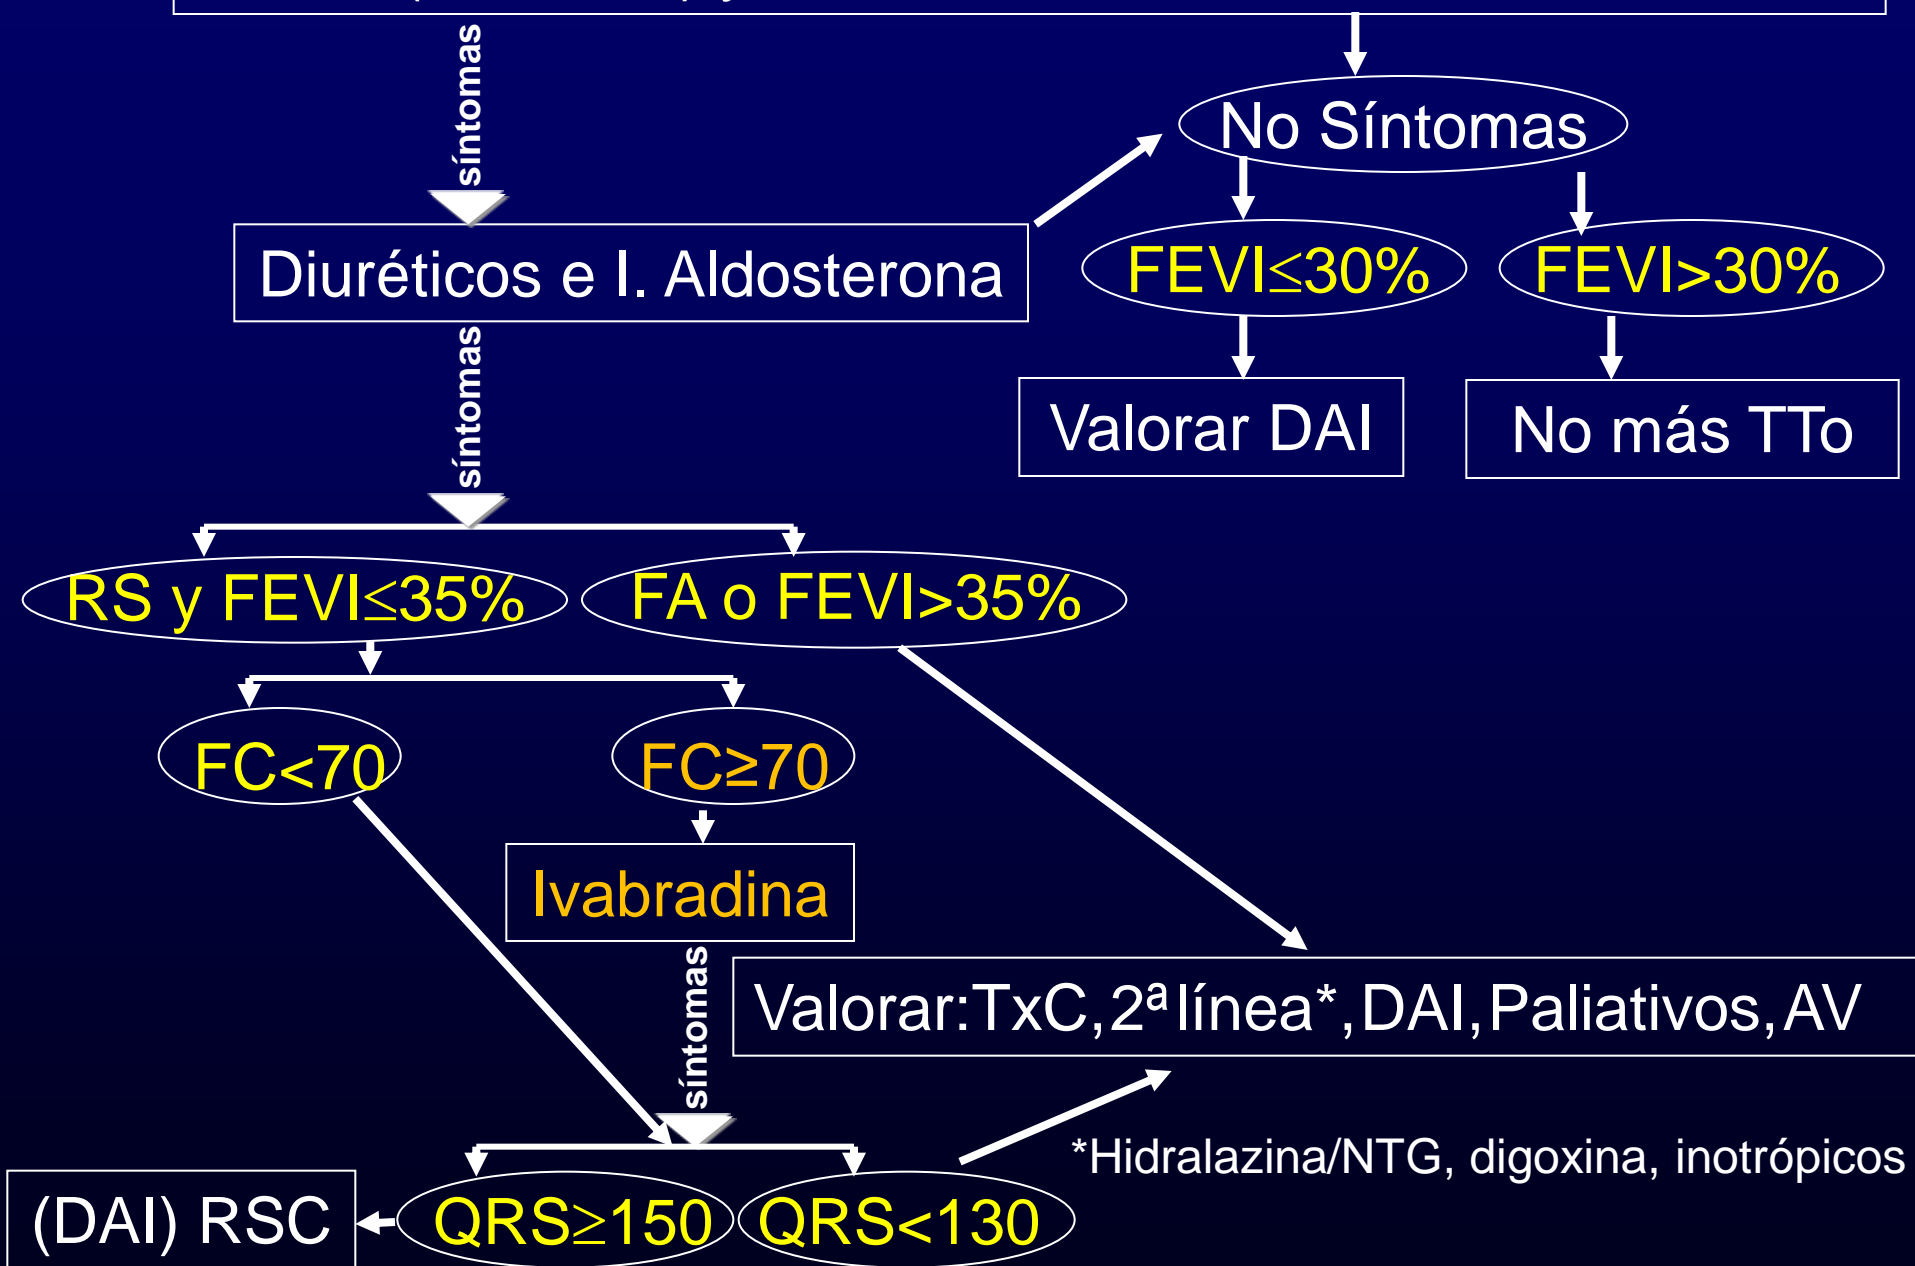 síntomas
No Síntomas
Diuréticos e I. Aldosterona
FEVI≤30%
FEVI>30%
síntomas
Valorar DAI
No más TTo
RS y FEVI≤35%
FA o FEVI>35%
FC<70
FC≥70
Ivabradina
síntomas
Valorar:TxC,2ª línea*,DAI,Paliativos,AV
*Hidralazina/NTG, digoxina, inotrópicos
(DAI) RSC
QRS≥150
QRS<130